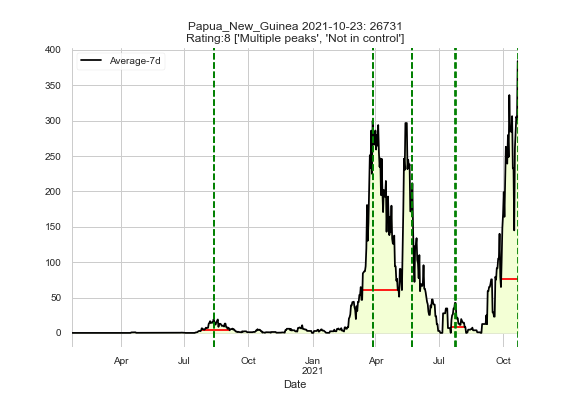 Papua_New_Guinea 2021-10-23: 26731
Rating:8 ['Multiple peaks', 'Not in control']
400
Average-7d
350
300
250
200
150
100
50
0
Apr Jul Oct Jan Apr Jul Oct
2021
Date